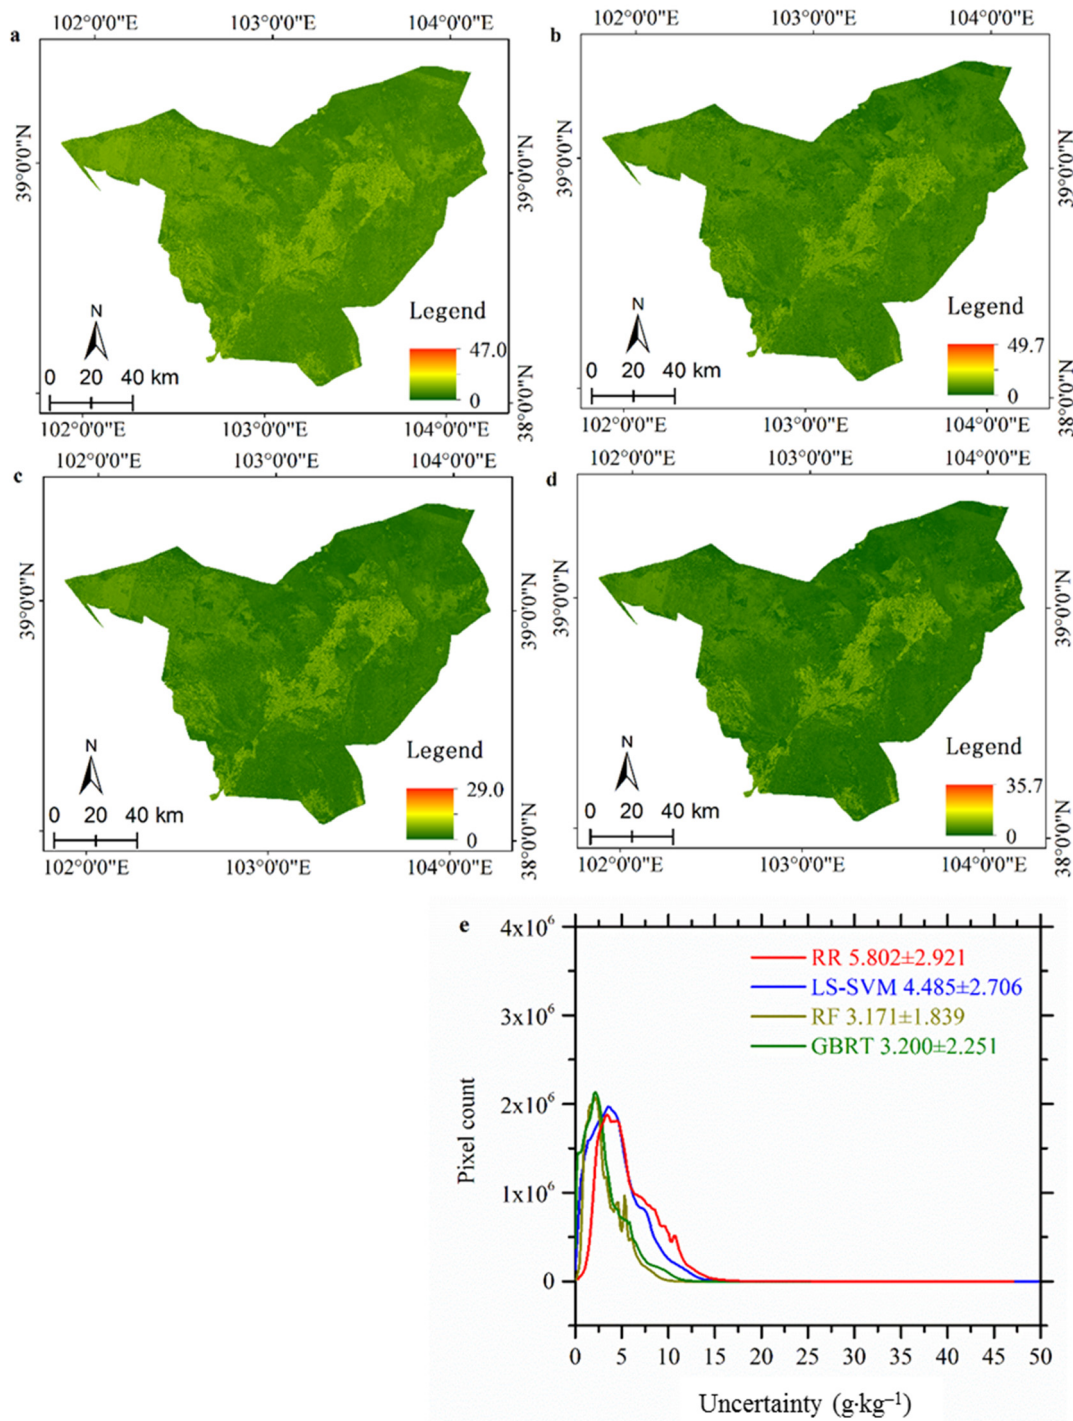 a
102°0'0"E 103°0'0"E 104°0'0"E
39°0'0"N
39°0'0"N
N
0 20 40 km
Legend
47.0
0
38°0'0"N
102°0'0"E 103°0'0"E 104°0'0"E
b
102°0'0"E 103°0'0"E 104°0'0"E
39°0'0"N
39°0'0"N
N
0 20 40 km
Legend
49.7
0
38°0'0"N
102°0'0"E 103°0'0"E 104°0'0"E
c
102°0'0"E 103°0'0"E 104°0'0"E
39°0'0"N
39°0'0"N
N
0 20 40 km
Legend
29.0
0
38°0'0"N
102°0'0"E 103°0'0"E 104°0'0"E
d
102°0'0"E 103°0'0"E 104°0'0"E
39°0'0"N
39°0'0"N
N
0 20 40 km
Legend
35.7
0
38°0'0"N
102°0'0"E 103°0'0"E 104°0'0"E
e
4x10⁶
3x10⁶
2x10⁶
1x10⁶
0
Pixel count
RR 5.802±2.921
LS-SVM 4.485±2.706
RF 3.171±1.839
GBRT 3.200±2.251
0 5 10 15 20 25 30 35 40 45 50
Uncertainty (g·kg⁻¹)